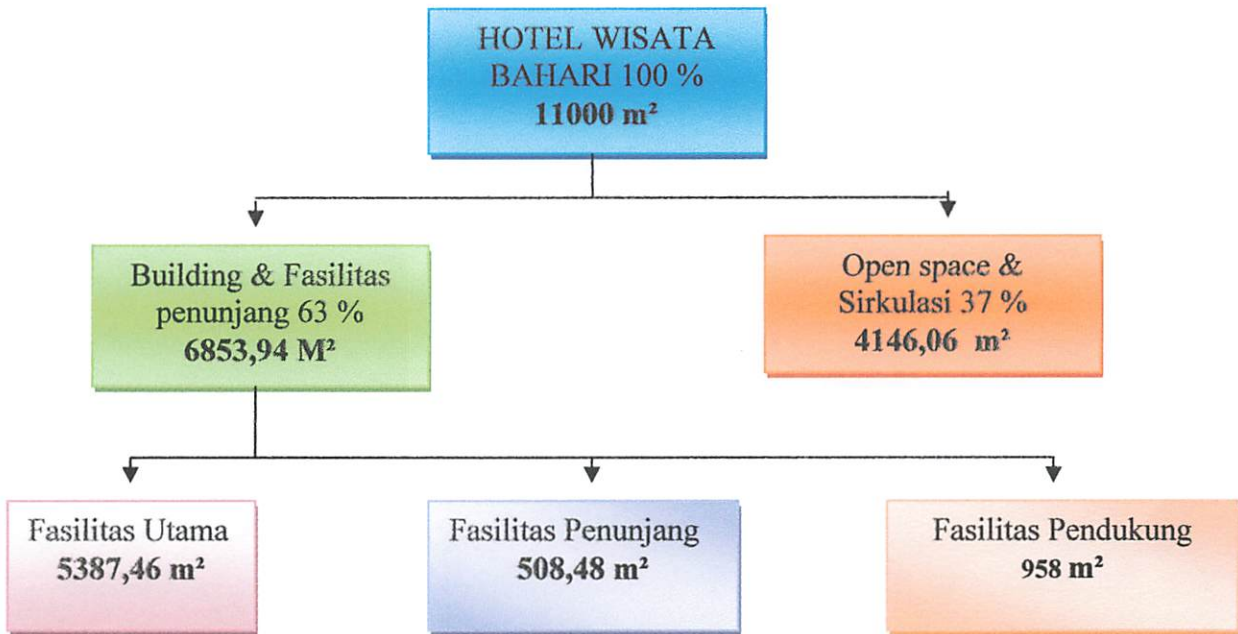 HOTEL WISATA
BAHARI 100 %
11000 m²
Building & Fasilitas
penunjang 63 %
6853,94 M²
Open space &
Sirkulasi 37 %
4146,06 m²
Fasilitas Utama
5387,46 m²
Fasilitas Penunjang
508,48 m²
Fasilitas Pendukung
958 m²